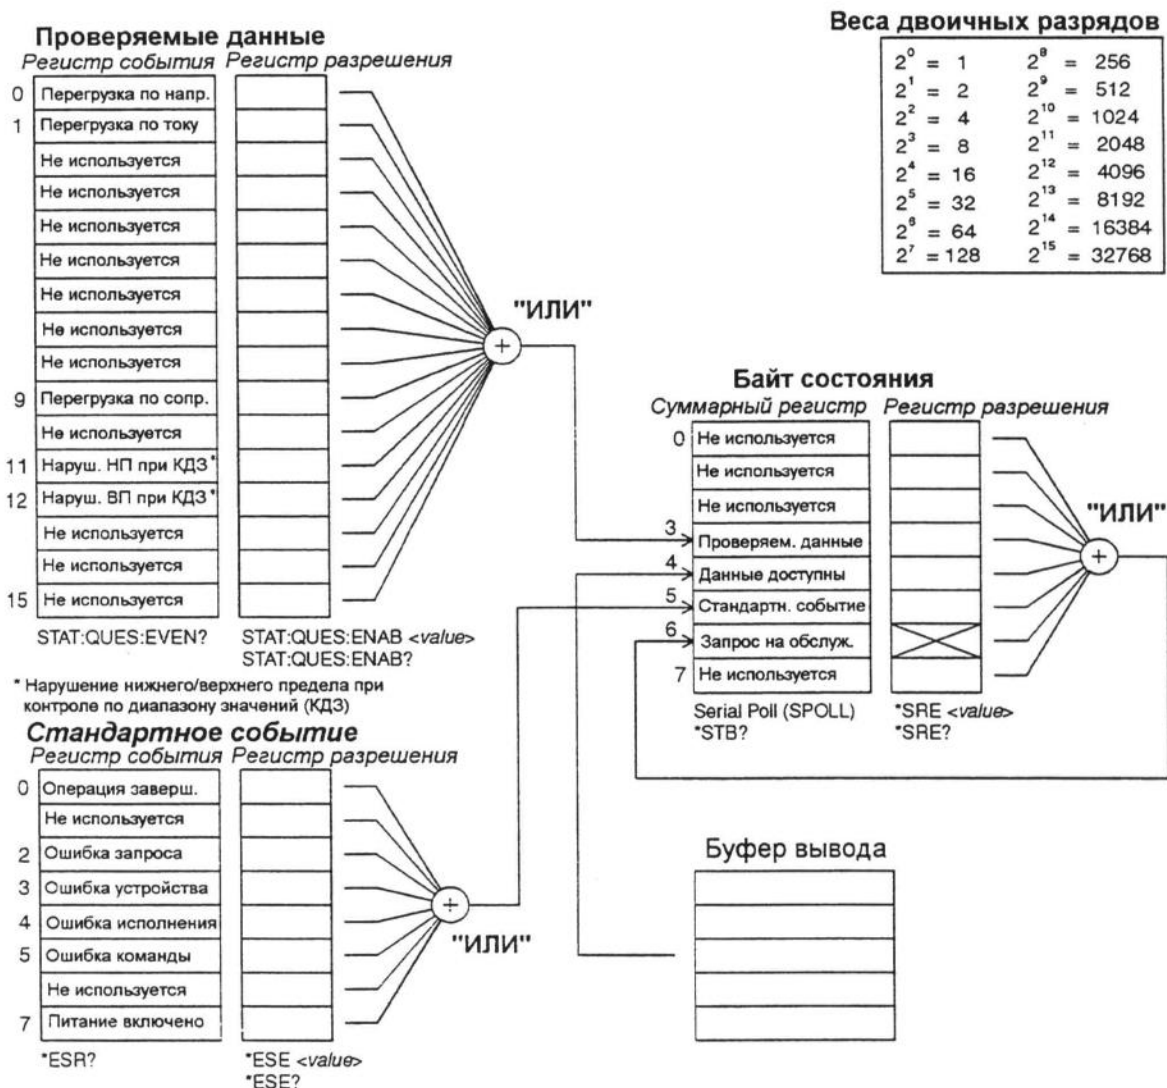 Проверяемые данные
Регистр события Регистр разрешения
0 Перегрузка по напр.
1 Перегрузка по току
Не используется
Не используется
Не используется
Не используется
Не используется
Не используется
Не используется
9 Перегрузка по сопр.
Не используется
11 Наруш. НП при КДЗ*
12 Наруш. ВП при КДЗ*
Не используется
Не используется
15 Не используется
STAT:QUES:EVEN? STAT:QUES:ENAB <value>
STAT:QUES:ENAB?
"ИЛИ"
* Нарушение нижнего/верхнего предела при
контроле по диапазону значений (КДЗ)
Веса двоичных разрядов
2⁰ = 1 2⁸ = 256
2¹ = 2 2⁹ = 512
2² = 4 2¹⁰ = 1024
2³ = 8 2¹¹ = 2048
2⁴ = 16 2¹² = 4096
2⁵ = 32 2¹³ = 8192
2⁶ = 64 2¹⁴ = 16384
2⁷ = 128 2¹⁵ = 32768
Байт состояния
Суммарный регистр Регистр разрешения
0 Не используется
Не используется
Не используется
3 Проверяем. данные
4 Данные доступны
5 Стандартн. событие
6 Запрос на обслуж.
7 Не используется
"ИЛИ"
Serial Poll (SPOLL) *SRE <value>
*STB? *SRE?
Стандартное событие
Регистр события Регистр разрешения
0 Операция заверш.
Не используется
2 Ошибка запроса
3 Ошибка устройства
4 Ошибка исполнения
5 Ошибка команды
Не используется
7 Питание включено
"ИЛИ"
*ESR? *ESE <value>
*ESE?
Буфер вывода